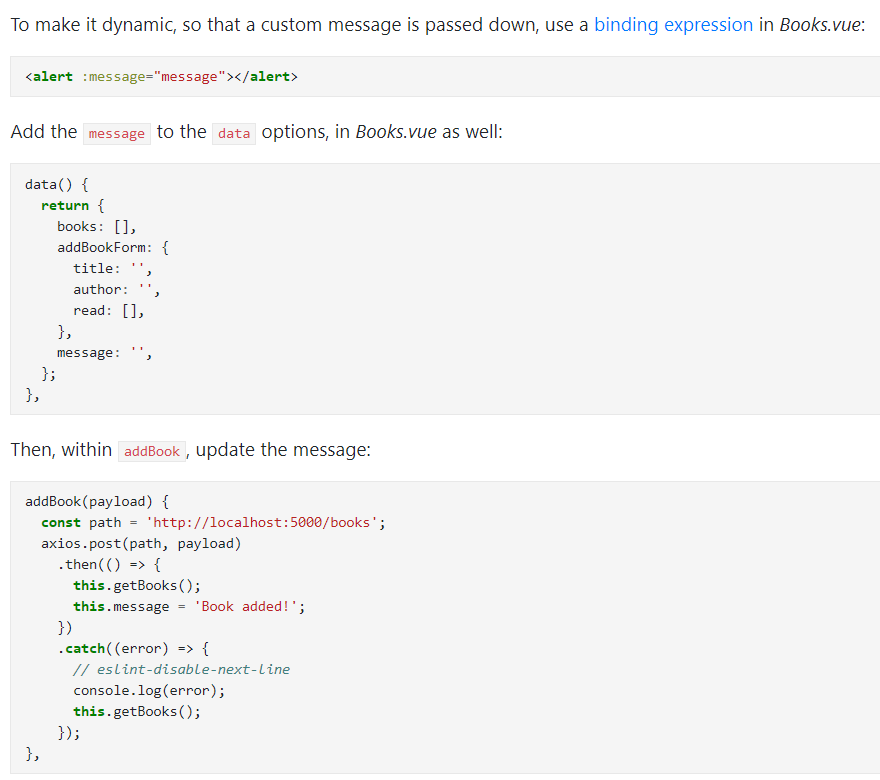 To make it dynamic, so that a custom message is passed down, use a binding expression in Books.vue:
<alert :message="message"></alert>
Add the message to the data options, in Books.vue as well:
data() {
  return {
    books: [],
    addBookForm: {
      title: '',
      author: '',
      read: [],
    },
    message: '',
  };
},
Then, within addBook, update the message:
addBook(payload) {
  const path = 'http://localhost:5000/books';
  axios.post(path, payload)
    .then(() => {
      this.getBooks();
      this.message = 'Book added!';
    })
    .catch((error) => {
      // eslint-disable-next-line
      console.log(error);
      this.getBooks();
    });
},